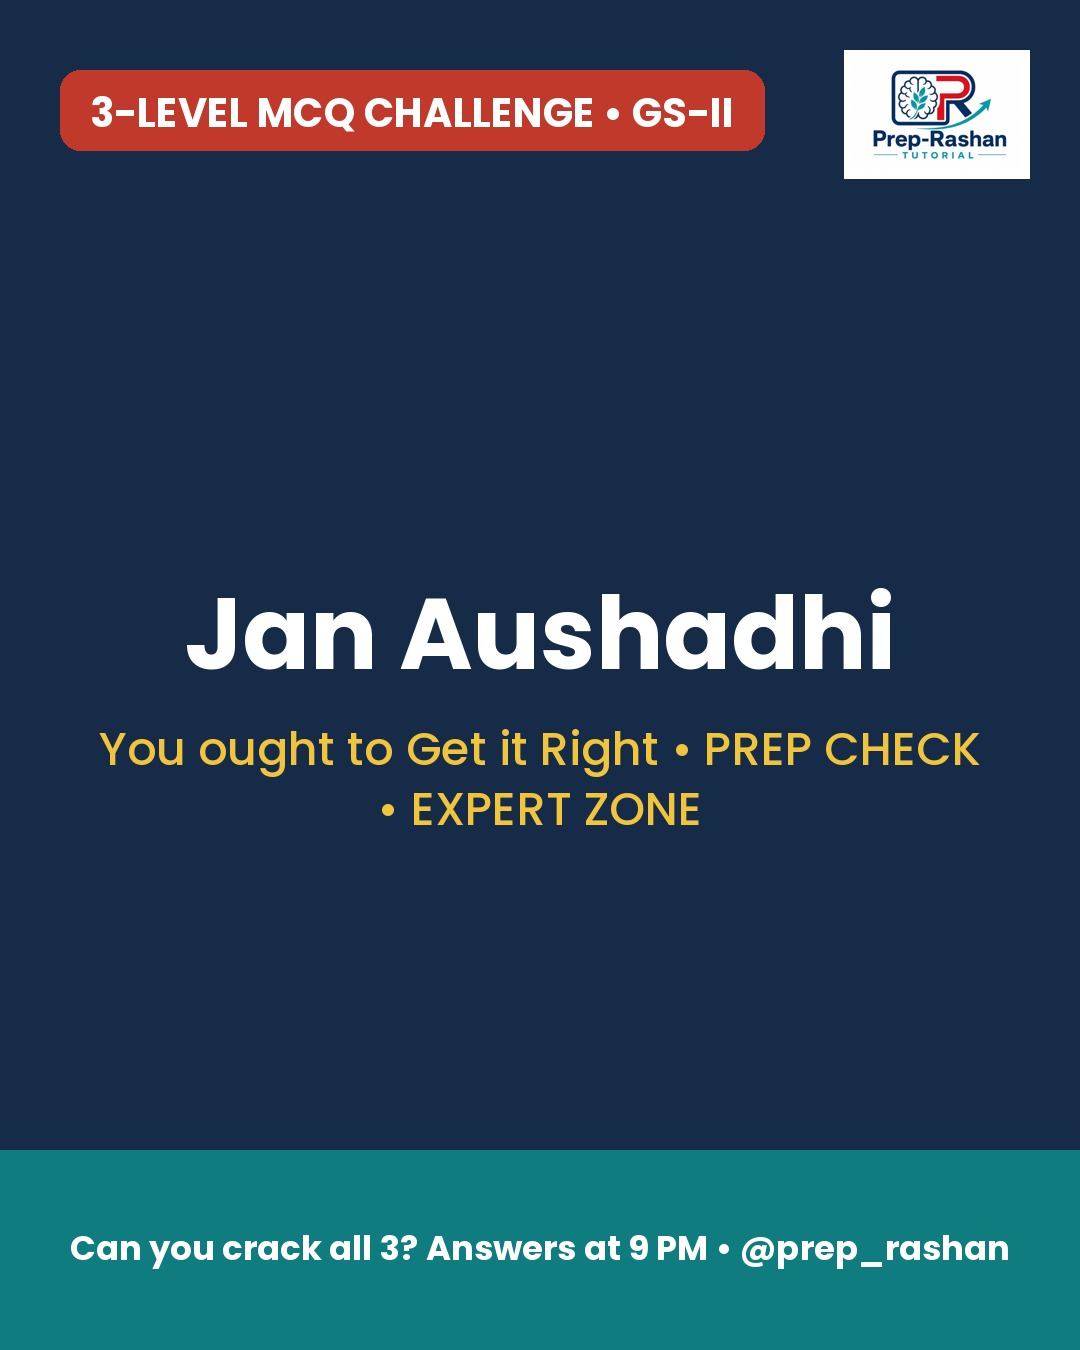 3-LEVEL MCQ CHALLENGE • GS-II
Prep-Rashan
TUTORIAL
Jan Aushadhi
You ought to Get it Right • PREP CHECK
• EXPERT ZONE
Can you crack all 3? Answers at 9 PM • @prep_rashan